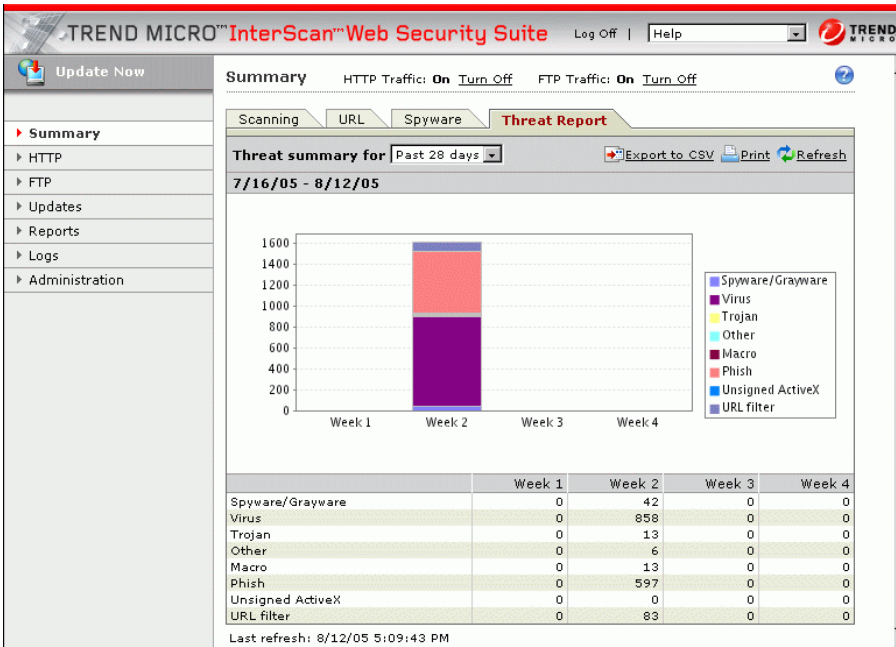 TREND MICRO™ InterScan™ Web Security Suite Log Off | Help TREND MICRO
Update Now
Summary HTTP Traffic: On Turn Off FTP Traffic: On Turn Off ?
Scanning URL Spyware Threat Report
Summary
HTTP
FTP
Updates
Reports
Logs
Administration
Threat summary for Past 28 days Export to CSV Print Refresh
7/16/05 - 8/12/05
1600
1400
1200
1000
800
600
400
200
0
Week 1 Week 2 Week 3 Week 4
Spyware/Grayware
Virus
Trojan
Other
Macro
Phish
Unsigned ActiveX
URL filter
Week 1 Week 2 Week 3 Week 4
Spyware/Grayware 0 42 0 0
Virus 0 858 0 0
Trojan 0 13 0 0
Other 0 6 0 0
Macro 0 13 0 0
Phish 0 597 0 0
Unsigned ActiveX 0 0 0 0
URL filter 0 83 0 0
Last refresh: 8/12/05 5:09:43 PM